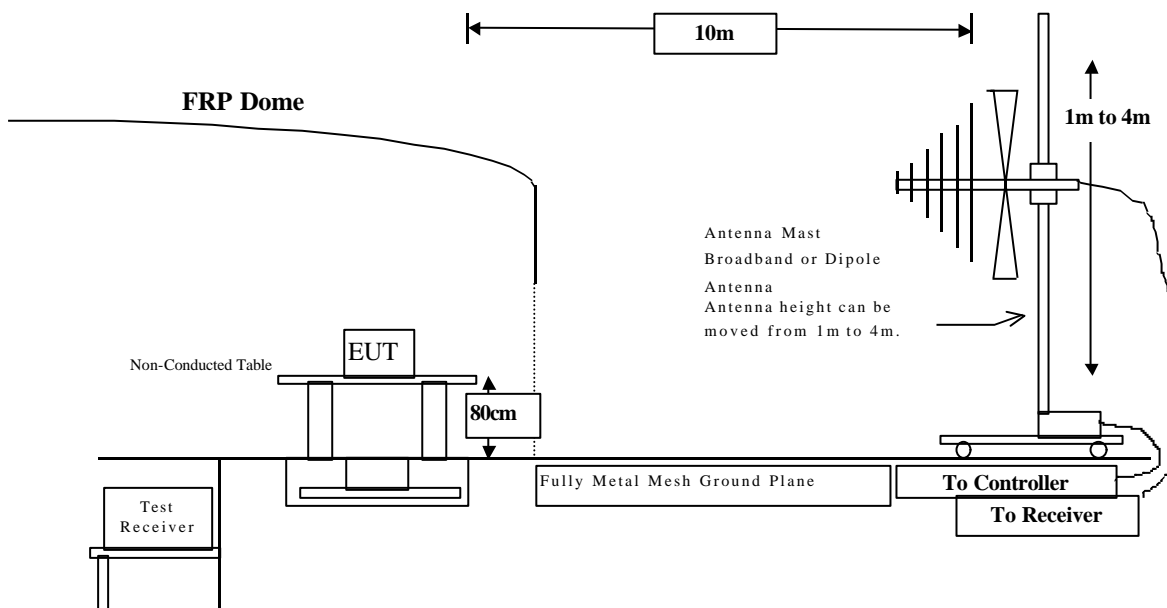 10m
FRP Dome
1m to 4m
Antenna Mast
Broadband or Dipole
Antenna
Antenna height can be
moved from 1m to 4m.
EUT
Non-Conducted Table
80cm
Fully Metal Mesh Ground Plane
To Controller
Test
Receiver
To Receiver